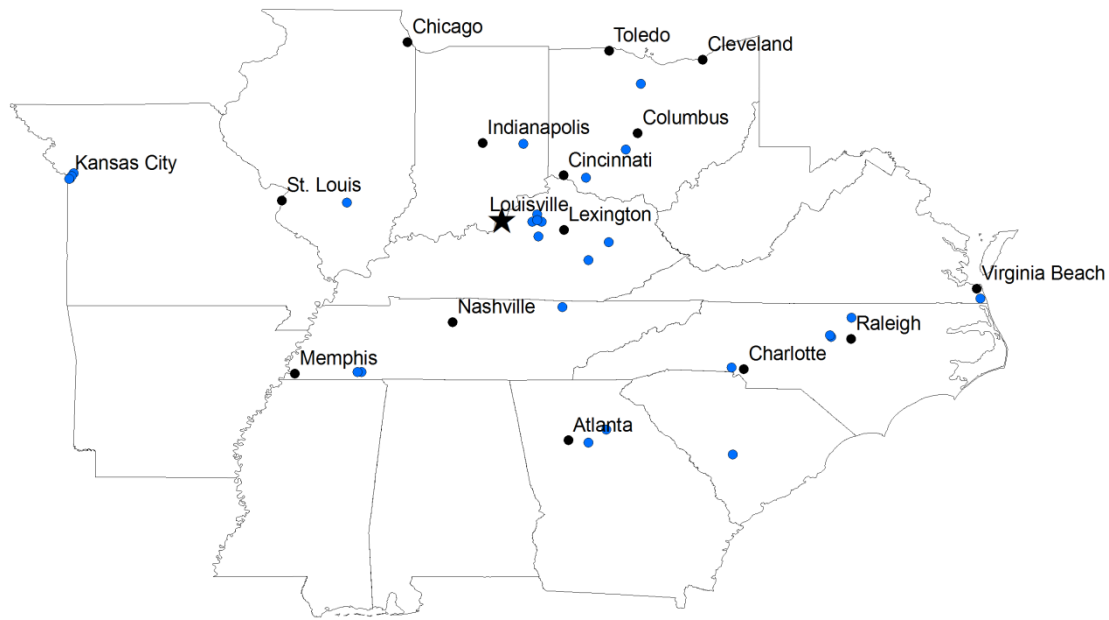 Chicago
Toledo
Cleveland
Columbus
Indianapolis
Cincinnati
Kansas City
St. Louis
Louisville
Lexington
Virginia Beach
Nashville
Raleigh
Memphis
Charlotte
Atlanta